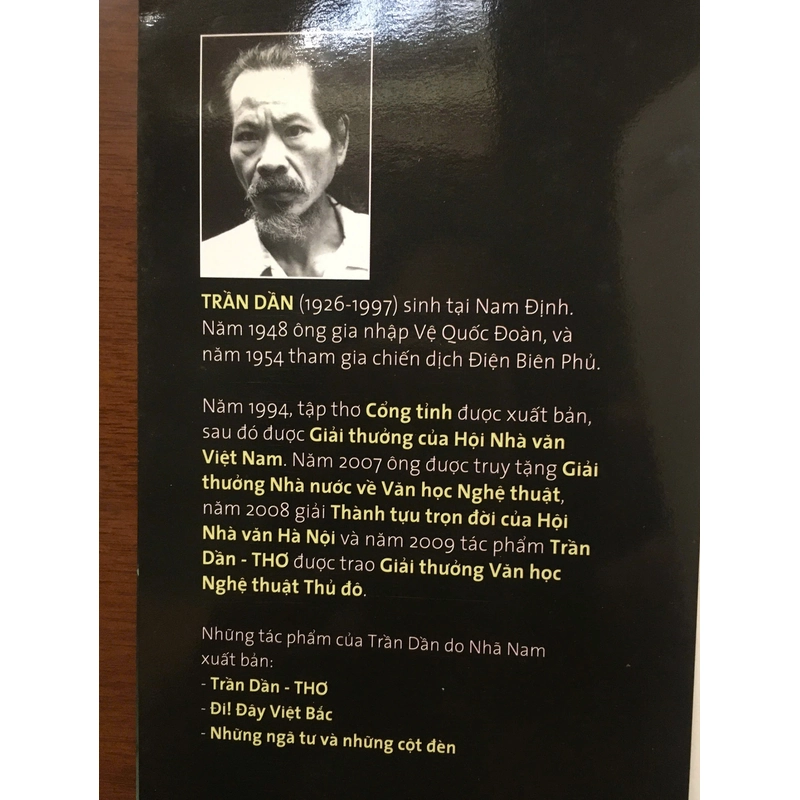 TRẦN DẦN (1926-1997) sinh tại Nam Định.
Năm 1948 ông gia nhập Vệ Quốc Đoàn, và
năm 1954 tham gia chiến dịch Điện Biên Phủ.
Năm 1994, tập thơ Cổng tỉnh được xuất bản,
sau đó được Giải thưởng của Hội Nhà văn
Việt Nam. Năm 2007 ông được truy tặng Giải
thưởng Nhà nước về Văn học Nghệ thuật,
năm 2008 giải Thành tựu trọn đời của Hội
Nhà văn Hà Nội và năm 2009 tác phẩm Trần
Dần - THƠ được trao Giải thưởng Văn học
Nghệ thuật Thủ đô.
Những tác phẩm của Trần Dần do Nhã Nam
xuất bản:
- Trần Dần - THƠ
- Đi! Đây Việt Bắc
- Những ngã tư và những cột đèn